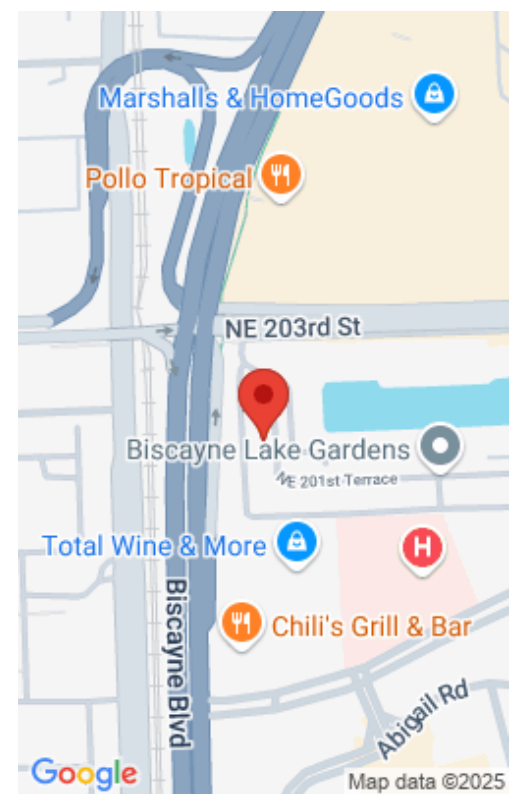 Marshalls & HomeGoods
Pollo Tropical
NE 203rd St
Biscayne Lake Gardens
NE 201st Terrace
Total Wine & More
H
Biscayne Blvd
Chili's Grill & Bar
Abigail Rd
Google
Map data ©2025